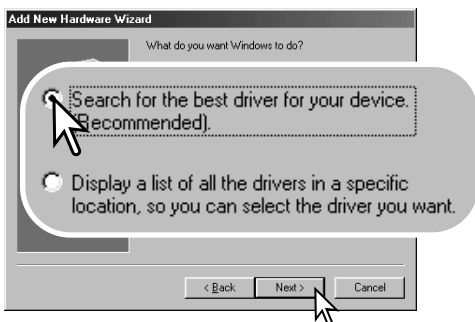 Add New Hardware Wizard
What do you want Windows to do?
Search for the best driver for your device.
(Recommended).
Display a list of all the drivers in a specific
location, so you can select the driver you want.
< Back Next > Cancel